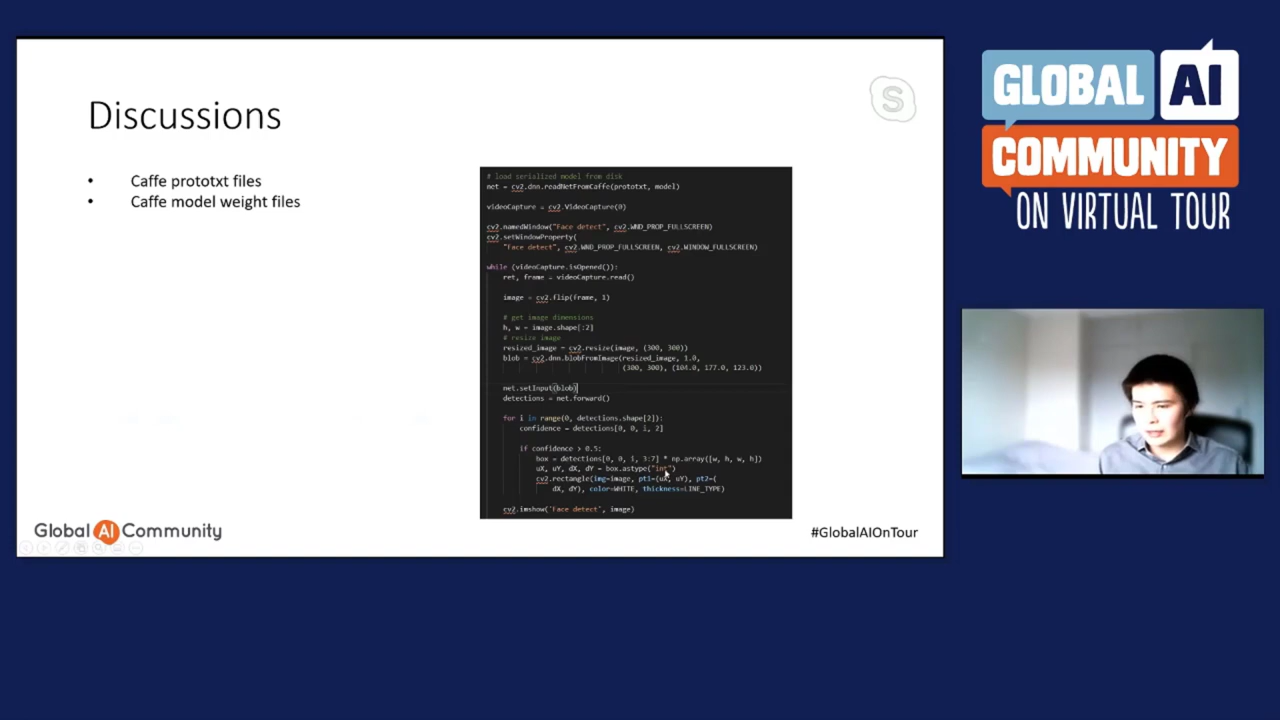 Discussions
• Caffe prototxt files
• Caffe model weight files
# load serialized model from disk
net = cv2.dnn.readNetFromCaffe(prototxt, model)
videoCapture = cv2.VideoCapture(0)
cv2.namedWindow("Face detect", cv2.WND_PROP_FULLSCREEN)
cv2.setWindowProperty(
"Face detect", cv2.WND_PROP_FULLSCREEN, cv2.WINDOW_FULLSCREEN)
while (videoCapture.isOpened()):
ret, frame = videoCapture.read()
image = cv2.flip(frame, 1)
# get image dimensions
h, w = image.shape[:2]
# resize image
resized_image = cv2.resize(image, (300, 300))
blob = cv2.dnn.blobFromImage(resized_image, 1.0,
(300, 300), (104.0, 177.0, 123.0))
net.setInput(blob)
detections = net.forward()
for i in range(0, detections.shape[2]):
confidence = detections[0, 0, i, 2]
if confidence > 0.5:
box = detections[0, 0, i, 3:7] * np.array([w, h, w, h])
uX, uY, dX, dY = box.astype("int")
cv2.rectangle(img=image, pt1=(uX, uY), pt2=(
dX, dY), color=WHITE, thickness=LINE_TYPE)
cv2.imshow('Face detect", image)
Global AI Community
#GlobalAIOnTour
GLOBAL AI
COMMUNITY
ON VIRTUAL TOUR
S